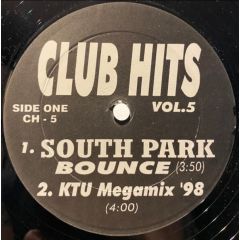 CLUB HITS
VOL.5
SIDE ONE
CH - 5
1. SOUTH PARK
BOUNCE (3:50)
2. KTU Megamix '98
(4:00)